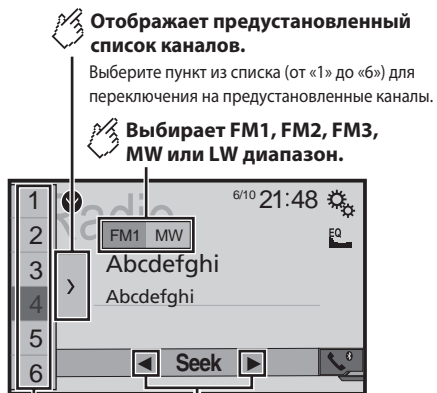 Отображает предустановленный
список каналов.
Выберите пункт из списка (от «1» до «6») для
переключения на предустановленные каналы.
Выбирает FM1, FM2, FM3,
MW или LW диапазон.
Radio
6/10 21:48
FM1 MW
EQ
Abcdefghi
Abcdefghi
1
2
3
4
5
6
Seek